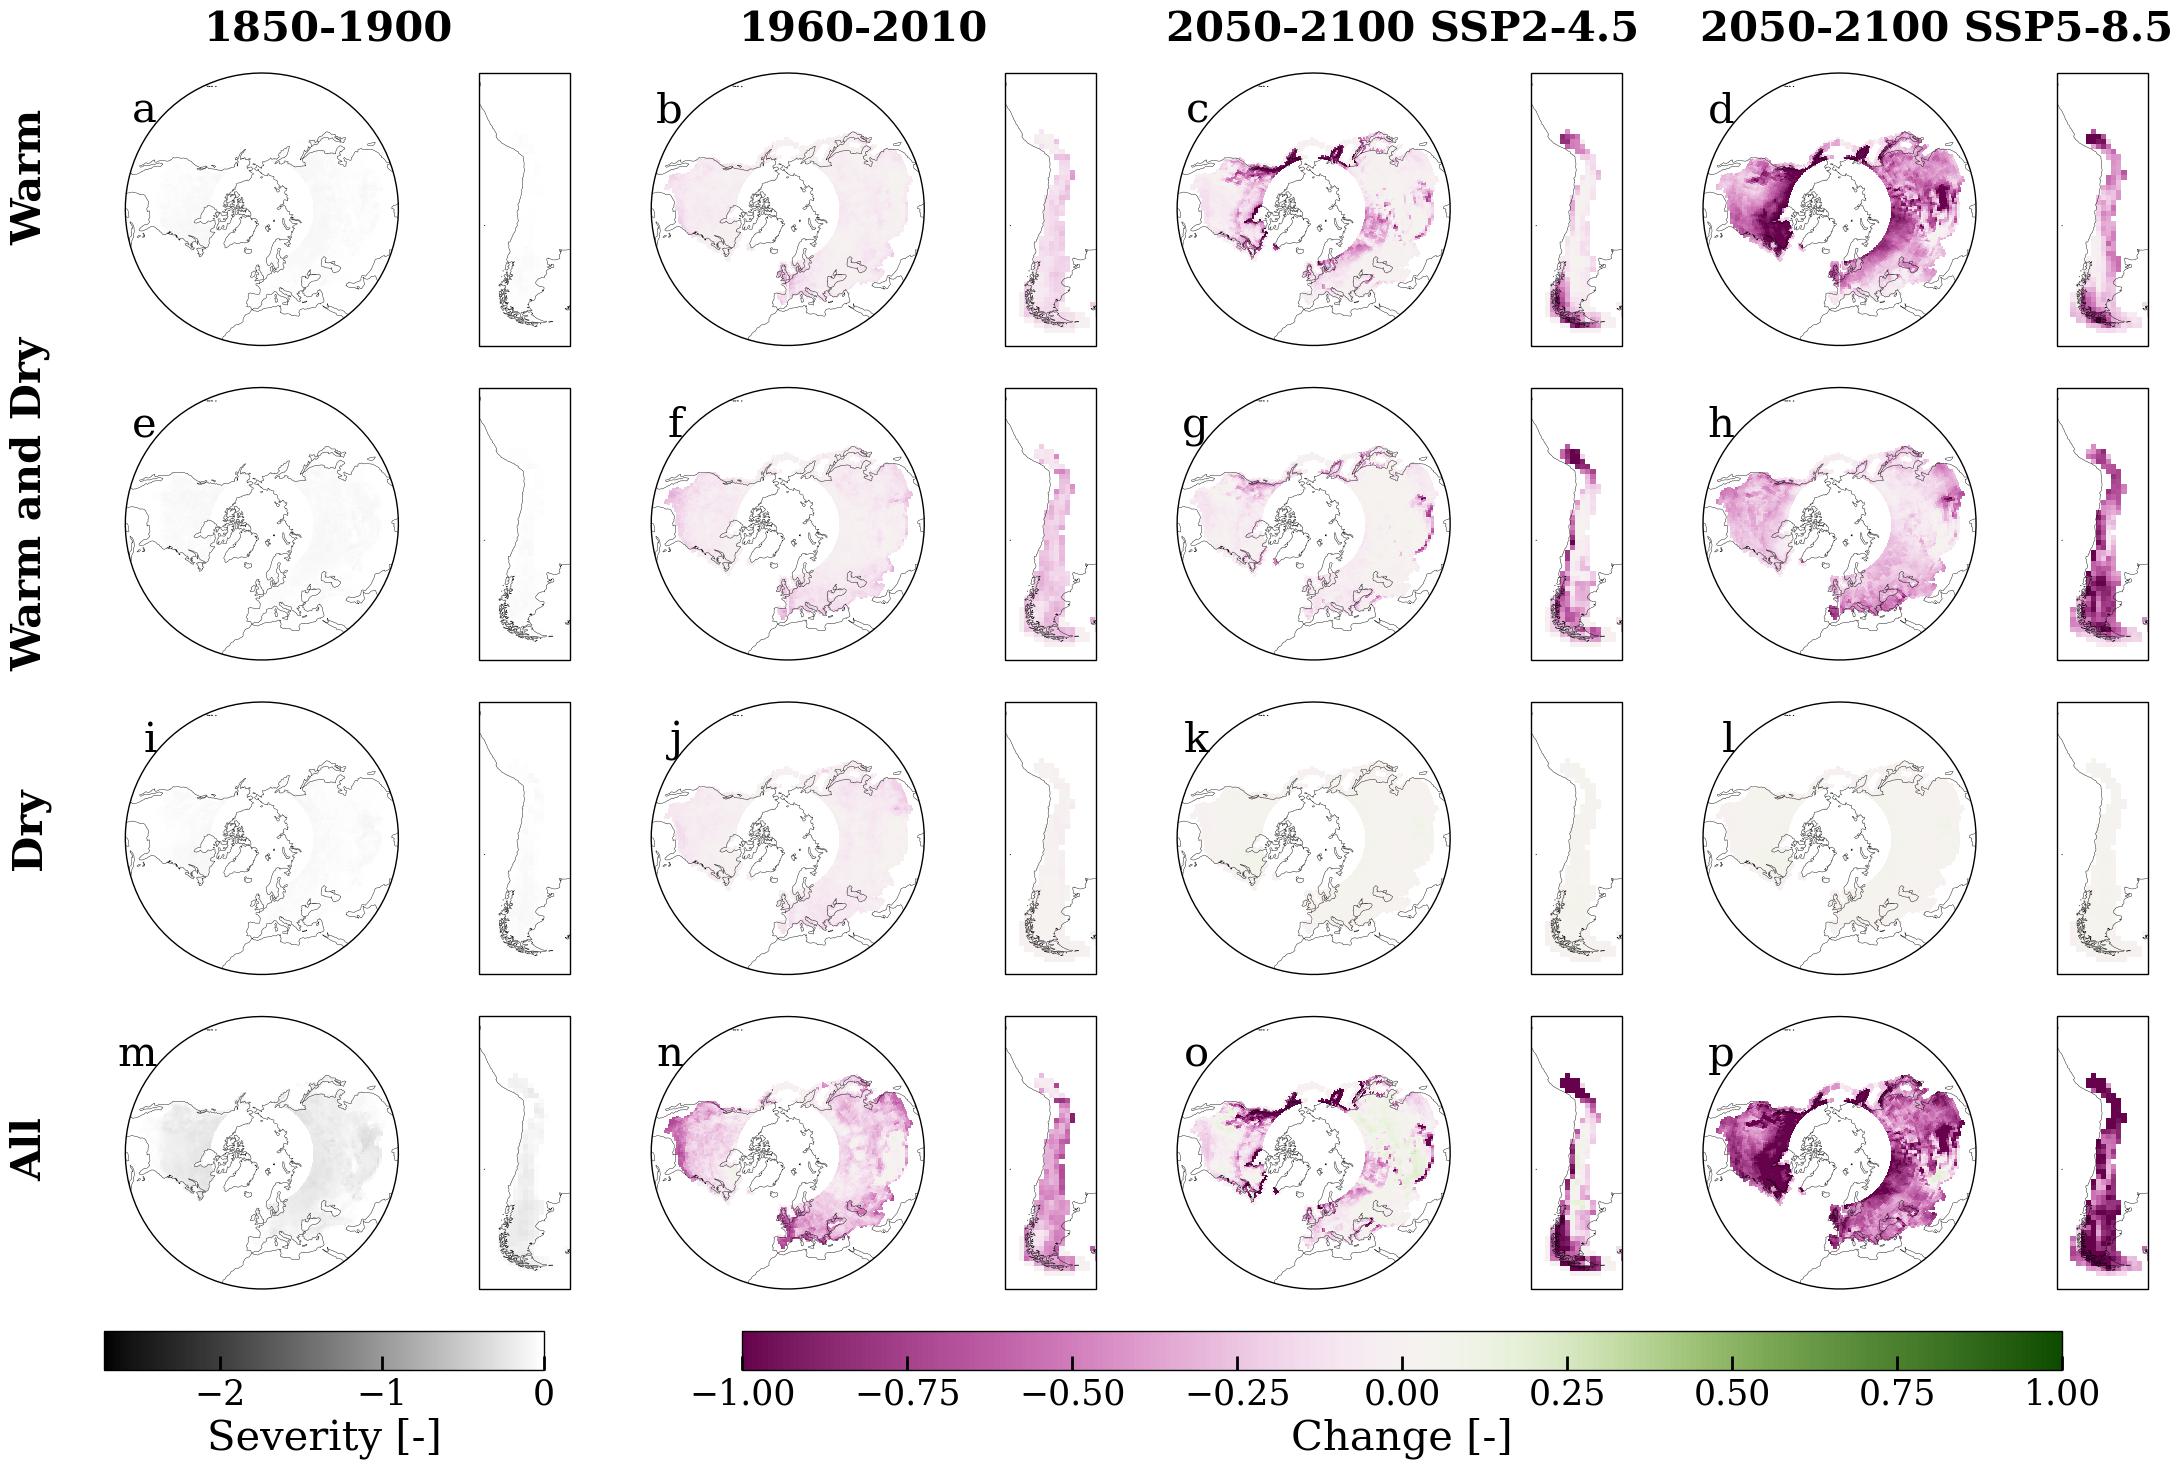 1850-1900 1960-2010 2050-2100 SSP2-4.5 2050-2100 SSP5-8.5
Warm
a b c d
Warm and Dry
e f g h
Dry
i j k l
All
m n o p
−2 −1 0
Severity [-]
−1.00 −0.75 −0.50 −0.25 0.00 0.25 0.50 0.75 1.00
Change [-]